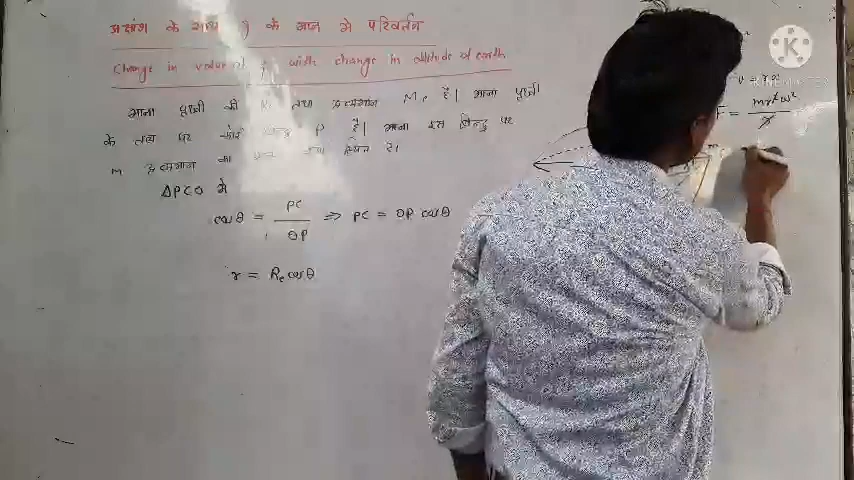 अक्षांश के साथ g के मान में परिवर्तन
Change in value of g with change in of earth
माना पृथ्वी की तथा द्रव्यमान Me है। माना पृथ्वी
के तल पर कोई बिन्दु P है। माना इस बिन्दु पर
m द्रव्यमान का स्थित है।
ΔPCO में
cosθ = PC / OP ⇒ PC = OP cosθ
r = Re cosθ
F = mr²ω² / r
K
KINEMASTER